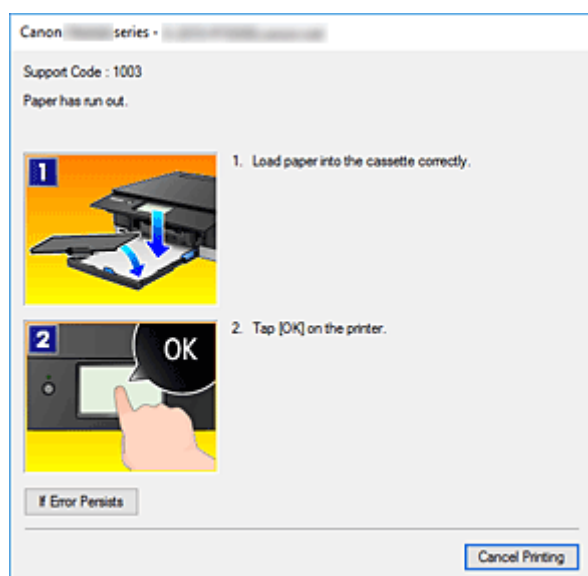 Canon series -
Support Code : 1003
Paper has run out.
1
1. Load paper into the cassette correctly.
2
OK
2. Tap [OK] on the printer.
If Error Persists
Cancel Printing